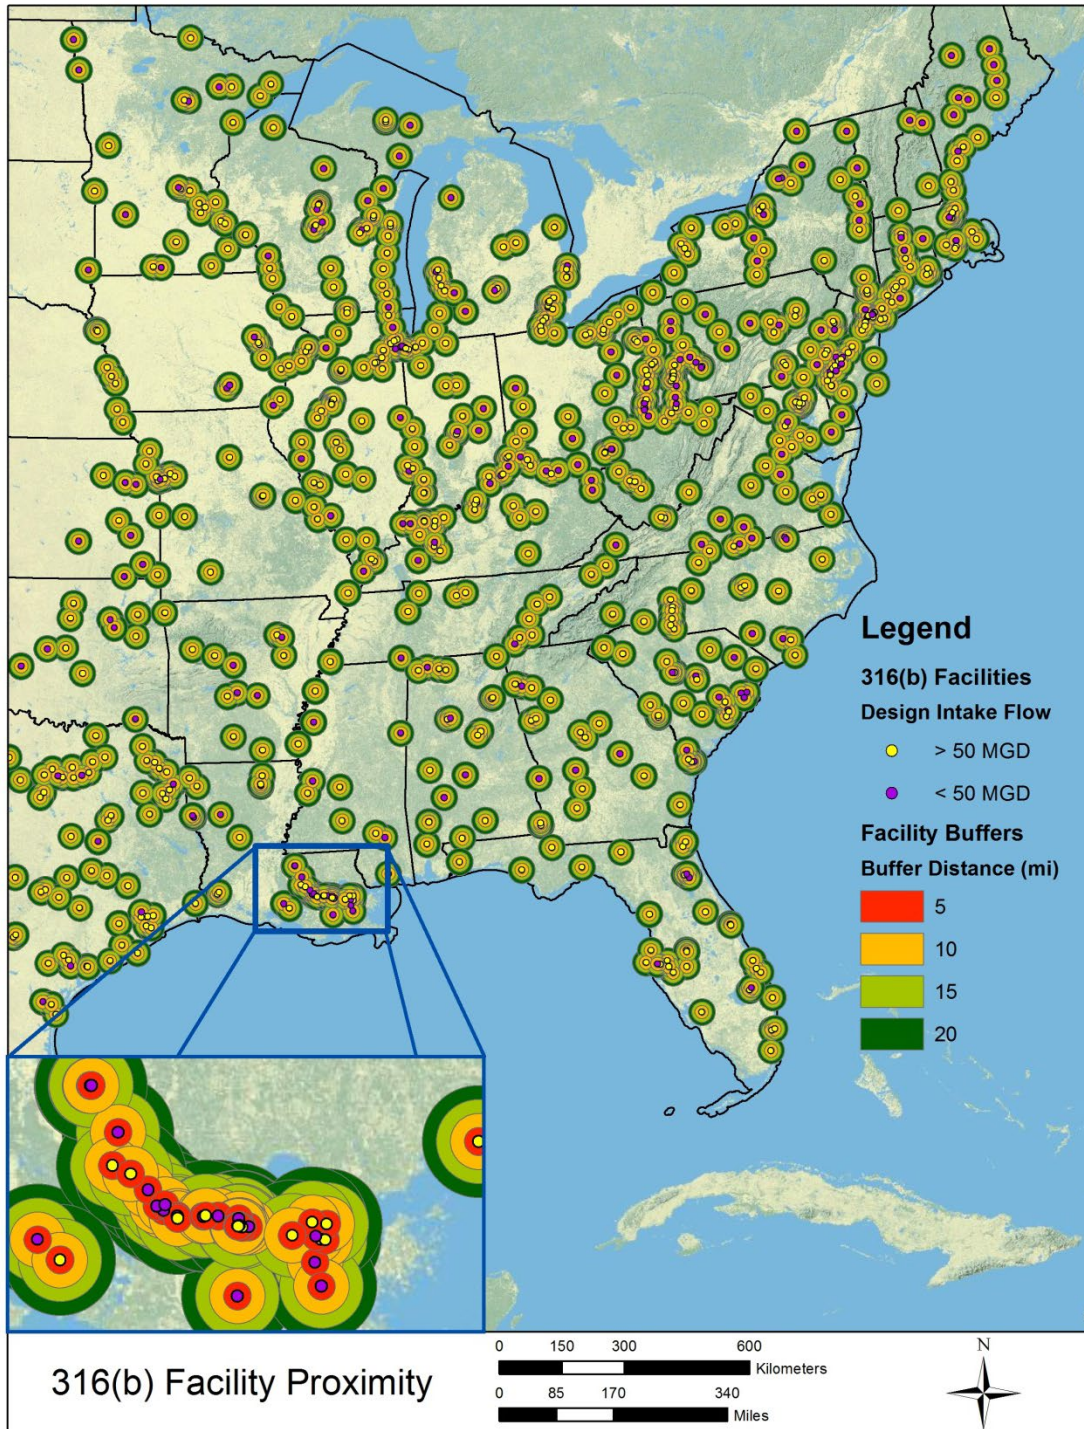 Legend
316(b) Facilities
Design Intake Flow
> 50 MGD
< 50 MGD
Facility Buffers
Buffer Distance (mi)
5
10
15
20
316(b) Facility Proximity
0 150 300 600
Kilometers
0 85 170 340
Miles
N